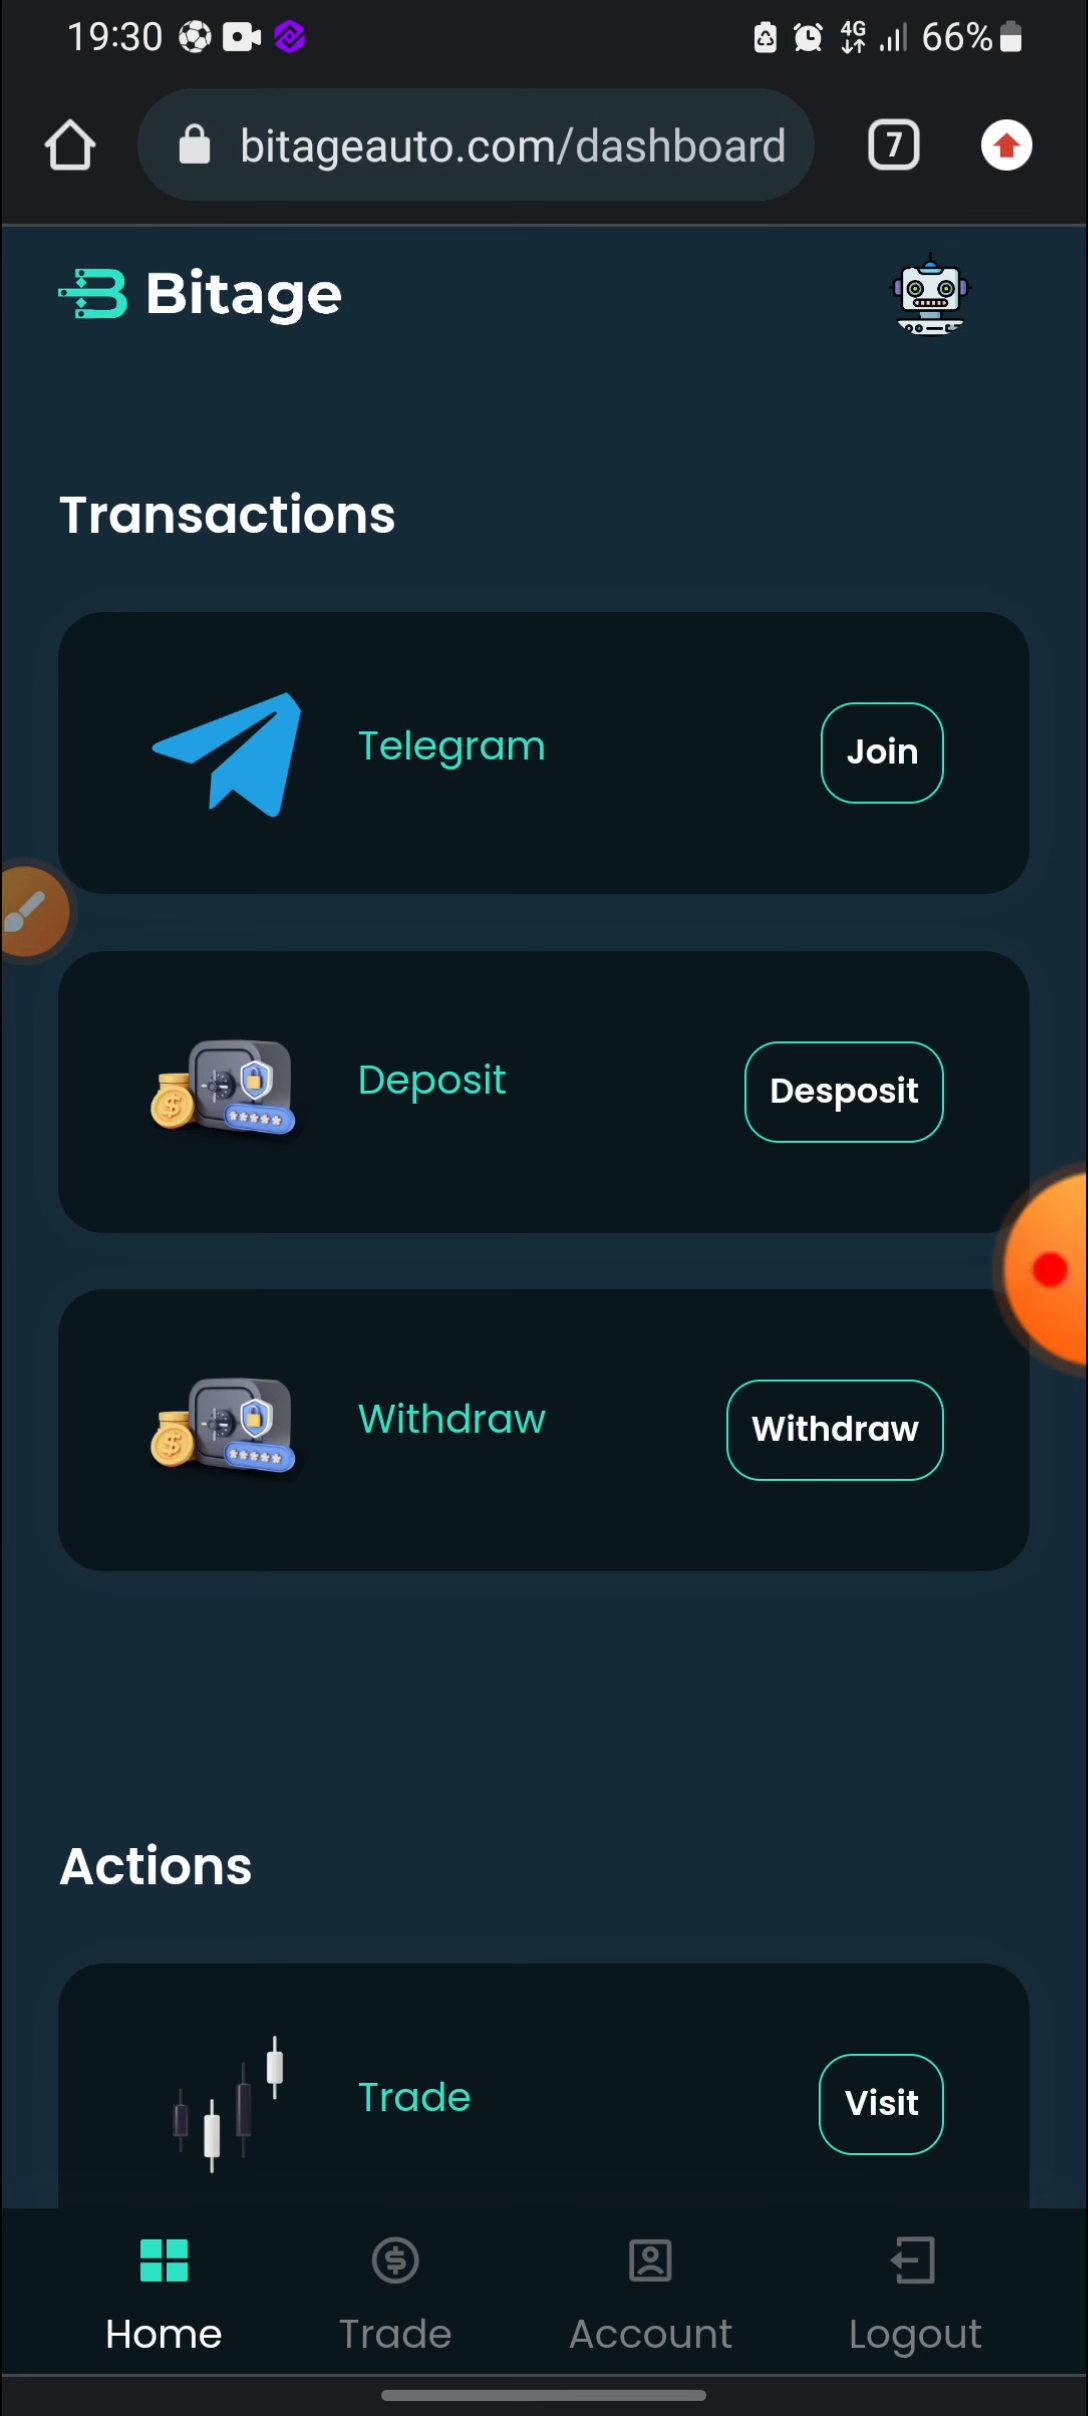 19:30 4G 66%
bitageauto.com/dashboard 7
Bitage
Transactions
Telegram Join
Deposit Desposit
Withdraw Withdraw
Actions
Trade Visit
Home Trade Account Logout